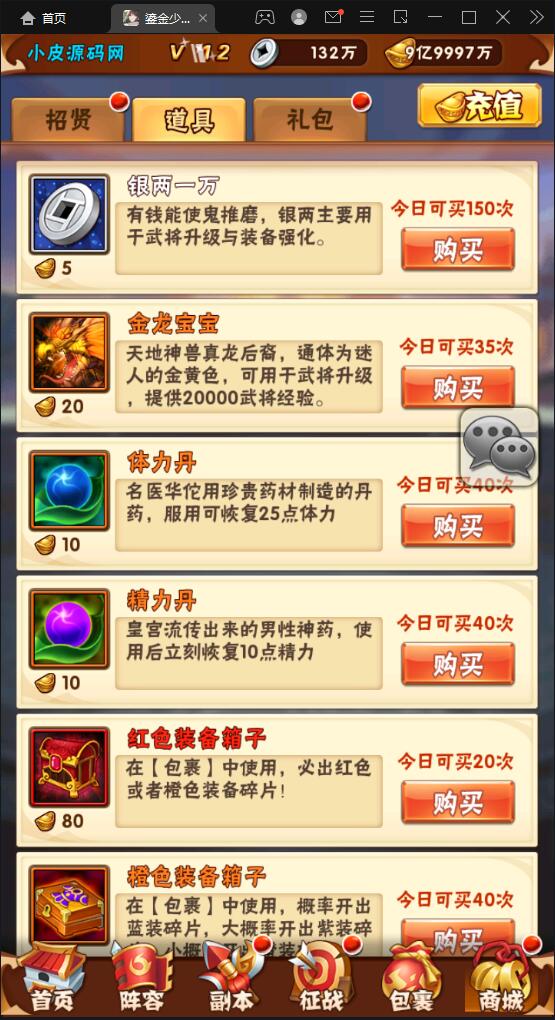 首页
鎏金少...
小皮源码网
V 11.2
132万
9亿9997万
招贤
道具
礼包
充值
银两一万
有钱能使鬼推磨，银两主要用
于武将升级与装备强化。
5
今日可买150次
购买
金龙宝宝
天地神兽真龙后裔，通体为迷
人的金黄色，可用于武将升级
，提供20000武将经验。
20
今日可买35次
购买
体力丹
名医华佗用珍贵药材制造的丹
药，服用可恢复25点体力
10
今日可买40次
购买
精力丹
皇宫流传出来的男性神药，使
用后立刻恢复10点精力
10
今日可买40次
购买
红色装备箱子
在【包裹】中使用，必出红色
或者橙色装备碎片！
80
今日可买20次
购买
橙色装备箱子
在【包裹】中使用，概率开出
蓝装碎片，大概率开出紫装碎
今日可买40次
购买
首页
阵容
副本
征战
包裹
商城